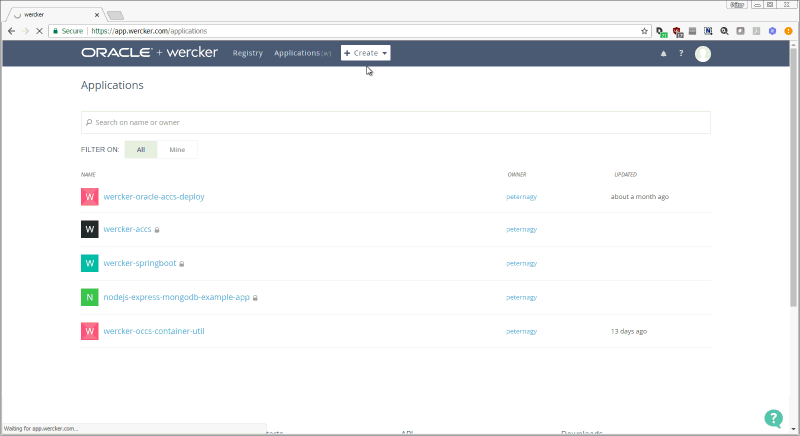 wercker
Secure
https://app.wercker.com/applications
ORACLE + wercker
Registry
Applications [w]
+ Create
?
Applications
Search on name or owner
FILTER ON:
All
Mine
NAME
OWNER
UPDATED
W wercker-oracle-accs-deploy
peternagy
about a month ago
W wercker-accs
peternagy
W wercker-springboot
peternagy
N nodejs-express-mongodb-example-app
peternagy
W wercker-occs-container-util
peternagy
13 days ago
?
Waiting for app.wercker.com...
API
Downloads